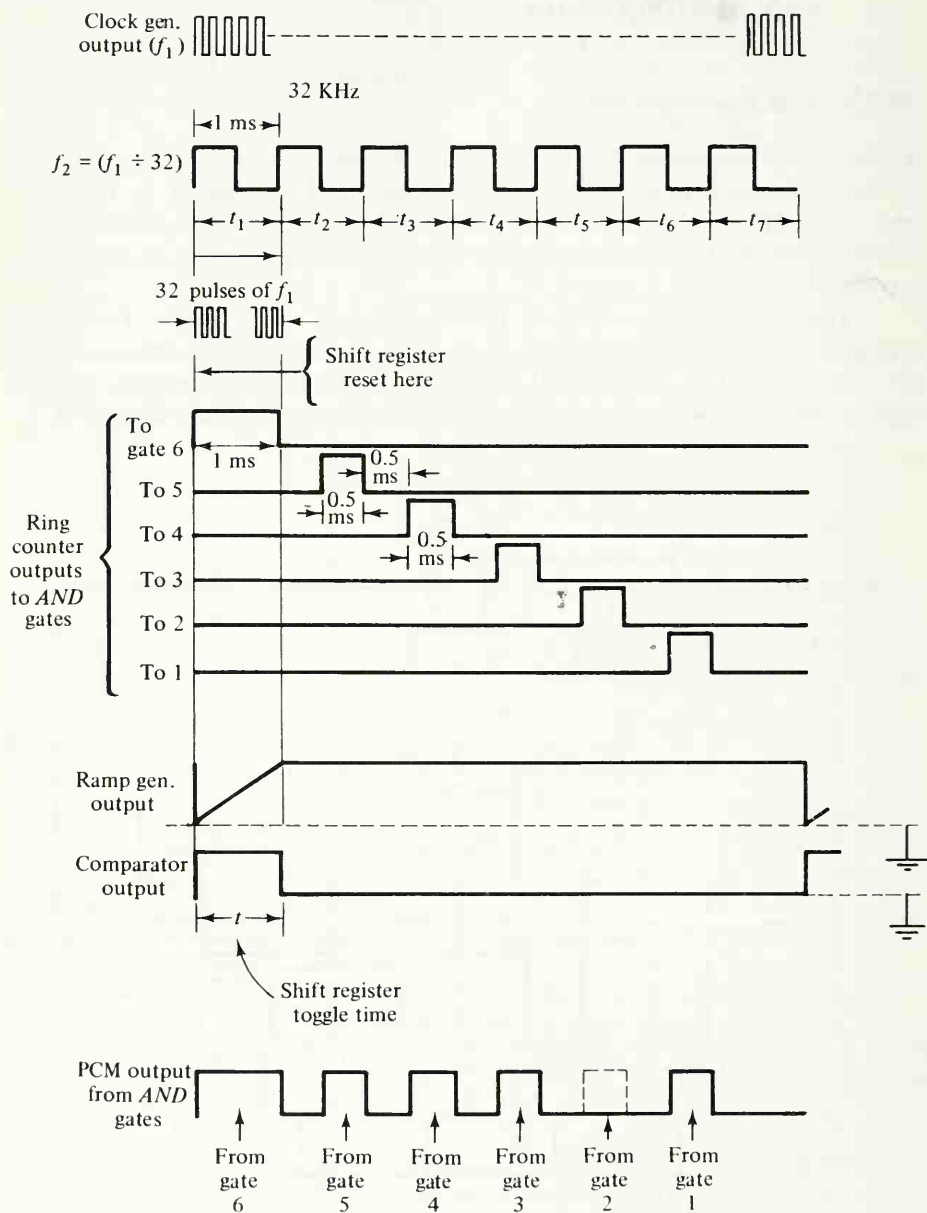 Clock gen.
output (f₁)
32 KHz
1 ms
f₂ = (f₁ ÷ 32)
t₁ t₂ t₃ t₄ t₅ t₆ t₇
32 pulses of f₁
Shift register
reset here
To
gate 6
1 ms
0.5
ms
To 5
0.5
ms
To 4
0.5
ms
To 3
To 2
To 1
Ring
counter
outputs
to AND
gates
Ramp gen.
output
Comparator
output
t
Shift register
toggle time
PCM output
from AND
gates
From
gate
6
From
gate
5
From
gate
4
From
gate
3
From
gate
2
From
gate
1